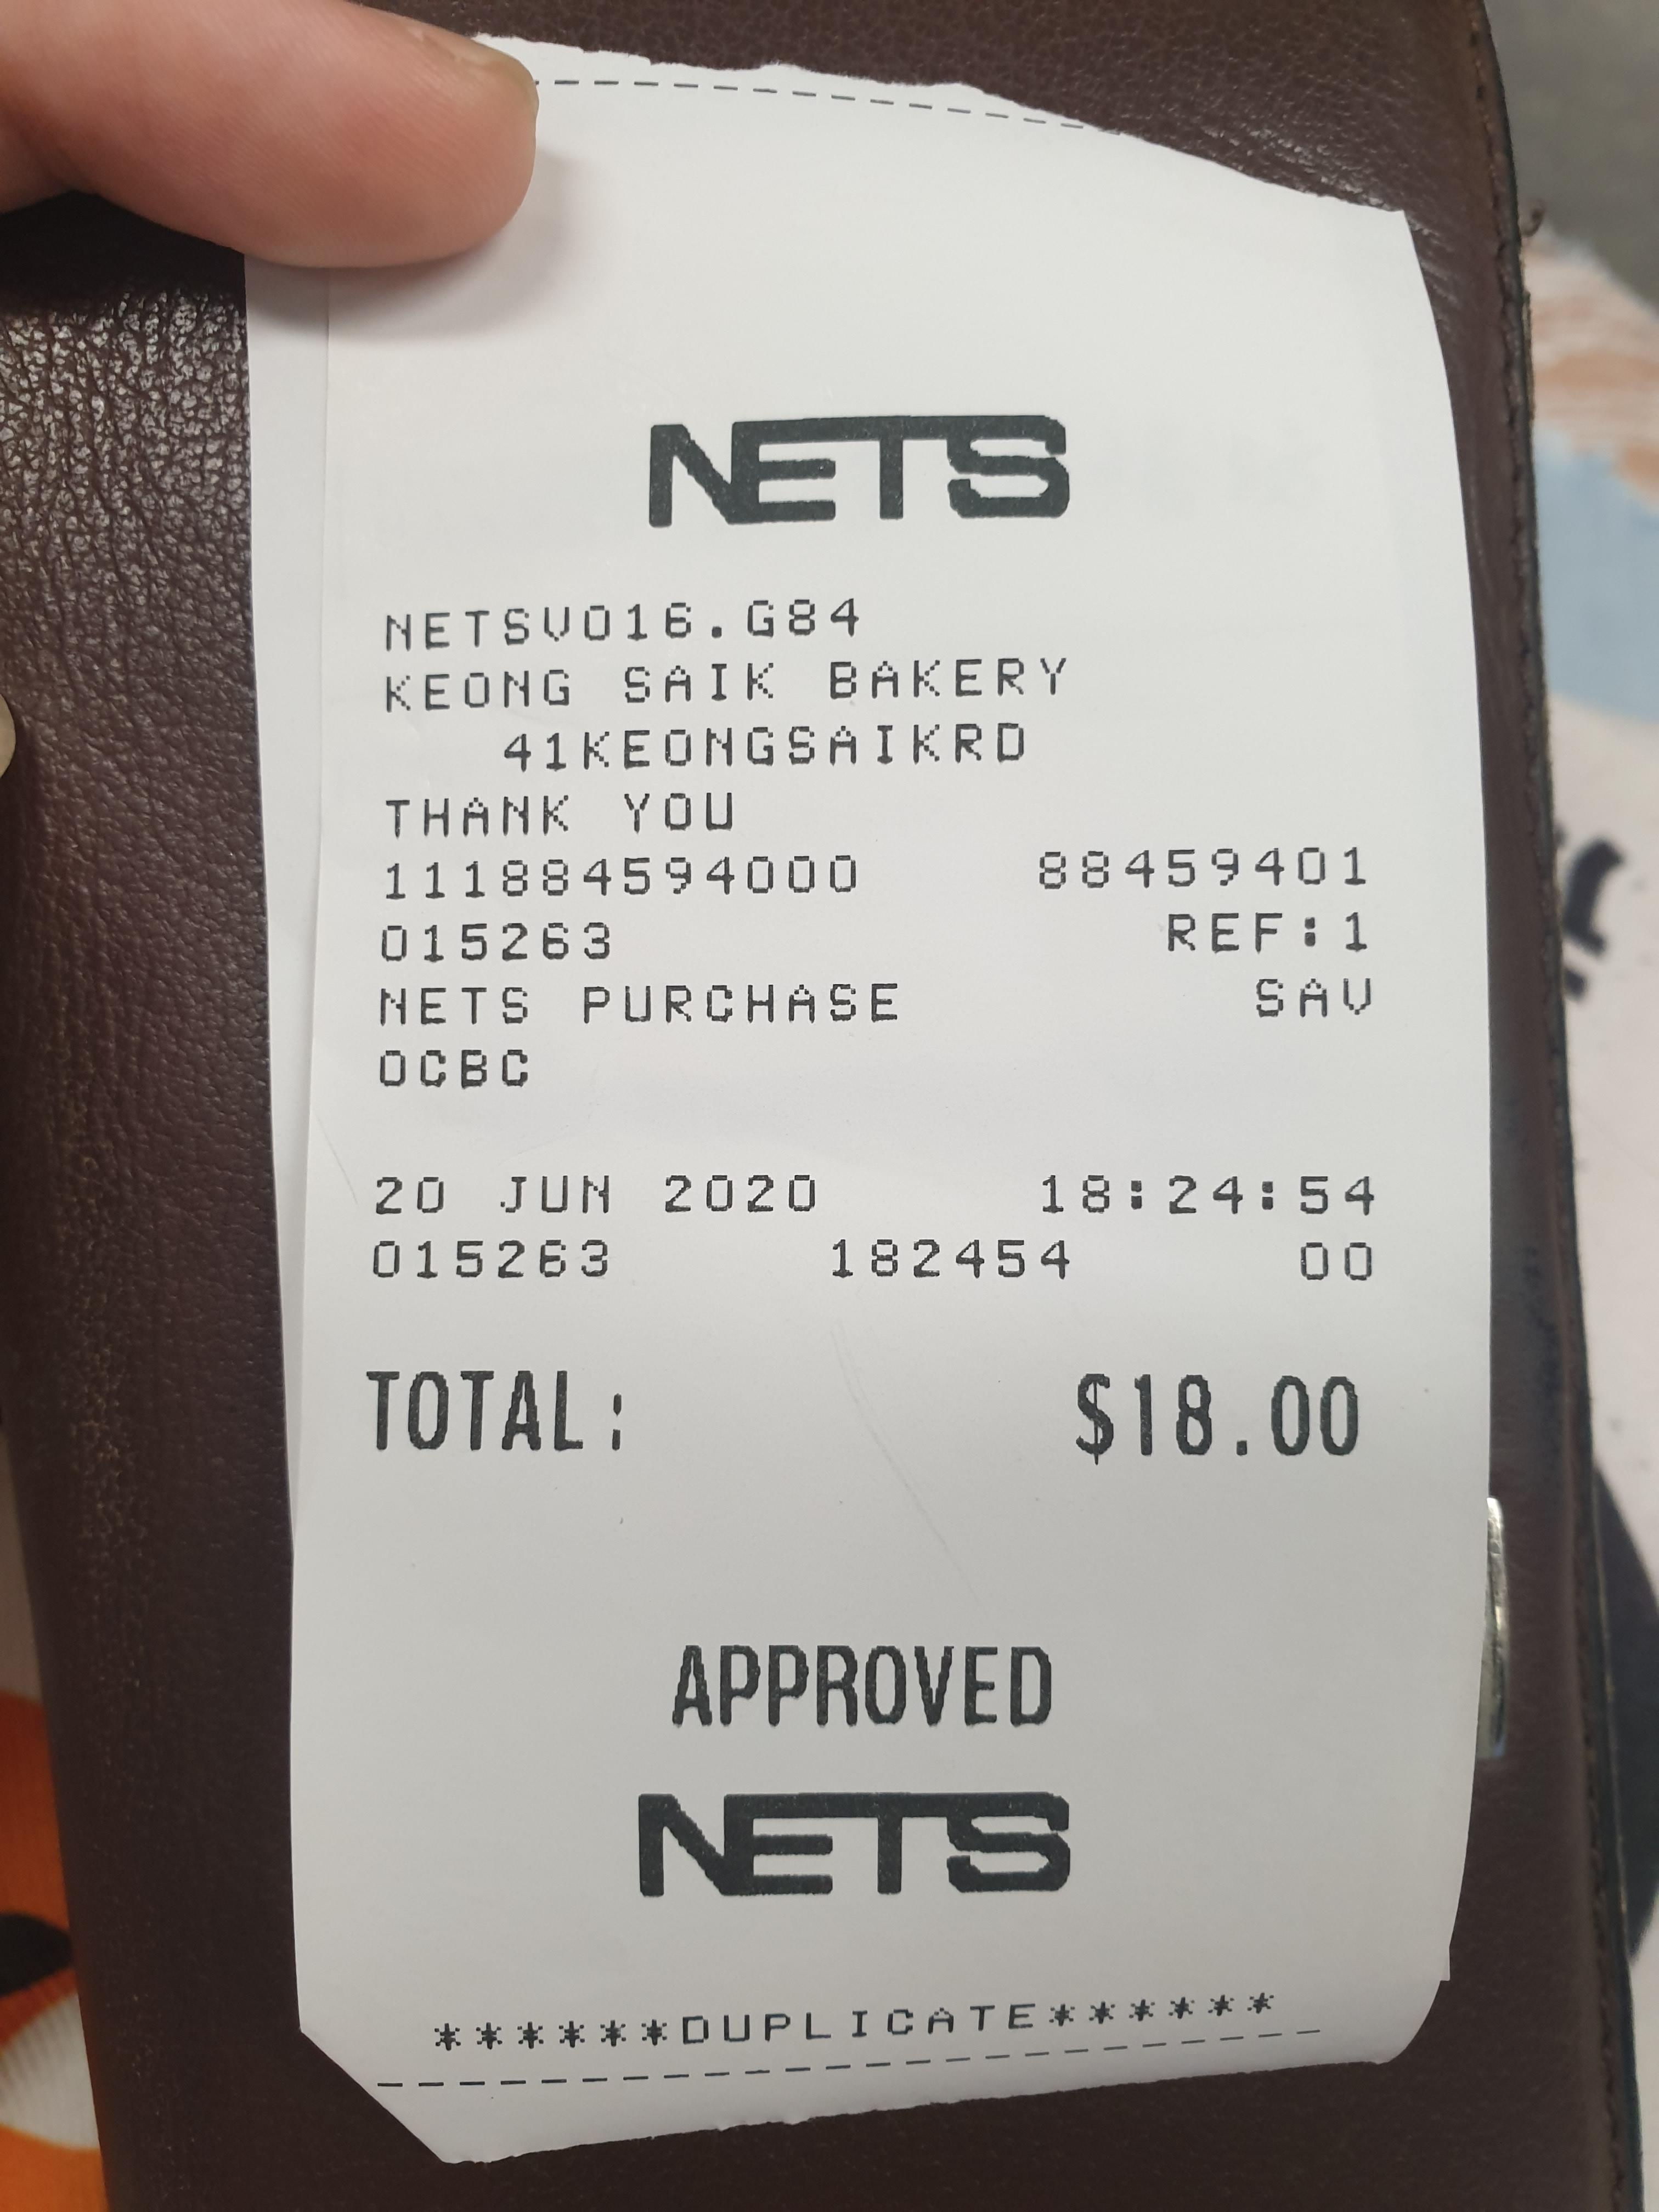 NETS
NETSV016.G84
KEONG SAIK BAKERY
41KEONGSAIKRD
THANK YOU
111884594000 88459401
015263 REF:1
NETS PURCHASE SAV
OCBC
20 JUN 2020 18:24:54
015263 182454 00
TOTAL: $18.00
APPROVED
NETS
******DUPLICATE******